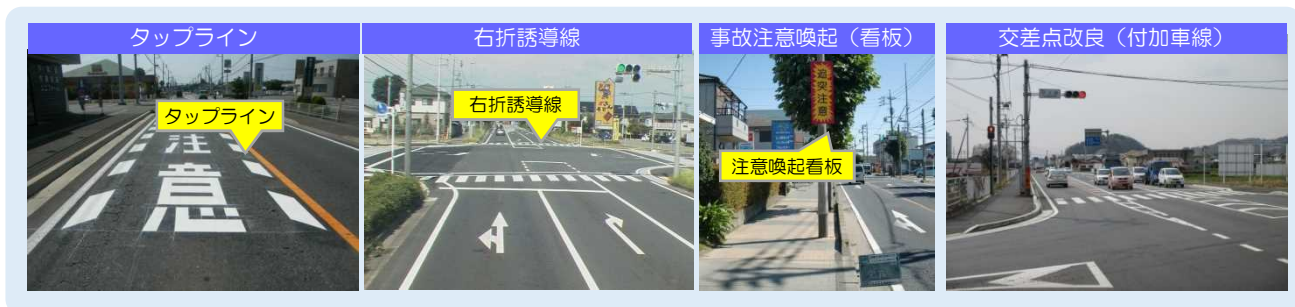 タップライン
右折誘導線
事故注意喚起（看板）
交差点改良（付加車線）
タップライン
注意
右折誘導線
追突注意
注意喚起看板